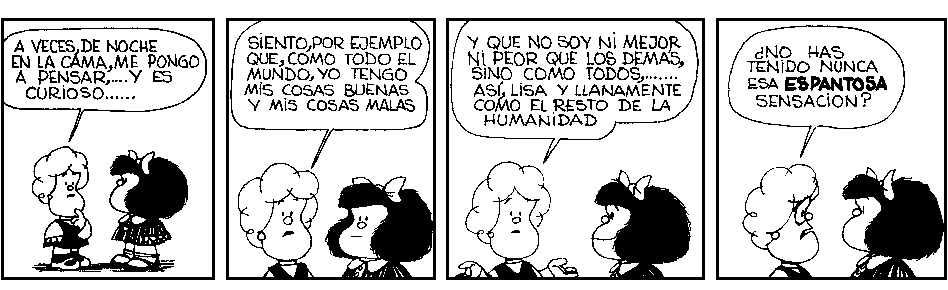 A VECES, DE NOCHE
EN LA CAMA, ME PONGO
A PENSAR,.... Y ES
CURIOSO......
SIENTO, POR EJEMPLO
QUE, COMO TODO EL
MUNDO, YO TENGO
MIS COSAS BUENAS
Y MIS COSAS MALAS
Y QUE NO SOY NI MEJOR
NI PEOR QUE LOS DEMAS,
SINO COMO TODOS,.......
ASÍ, LISA Y LLANAMENTE
COMO EL RESTO DE LA
HUMANIDAD
¿NO HAS
TENIDO NUNCA
ESA ESPANTOSA
SENSACION?